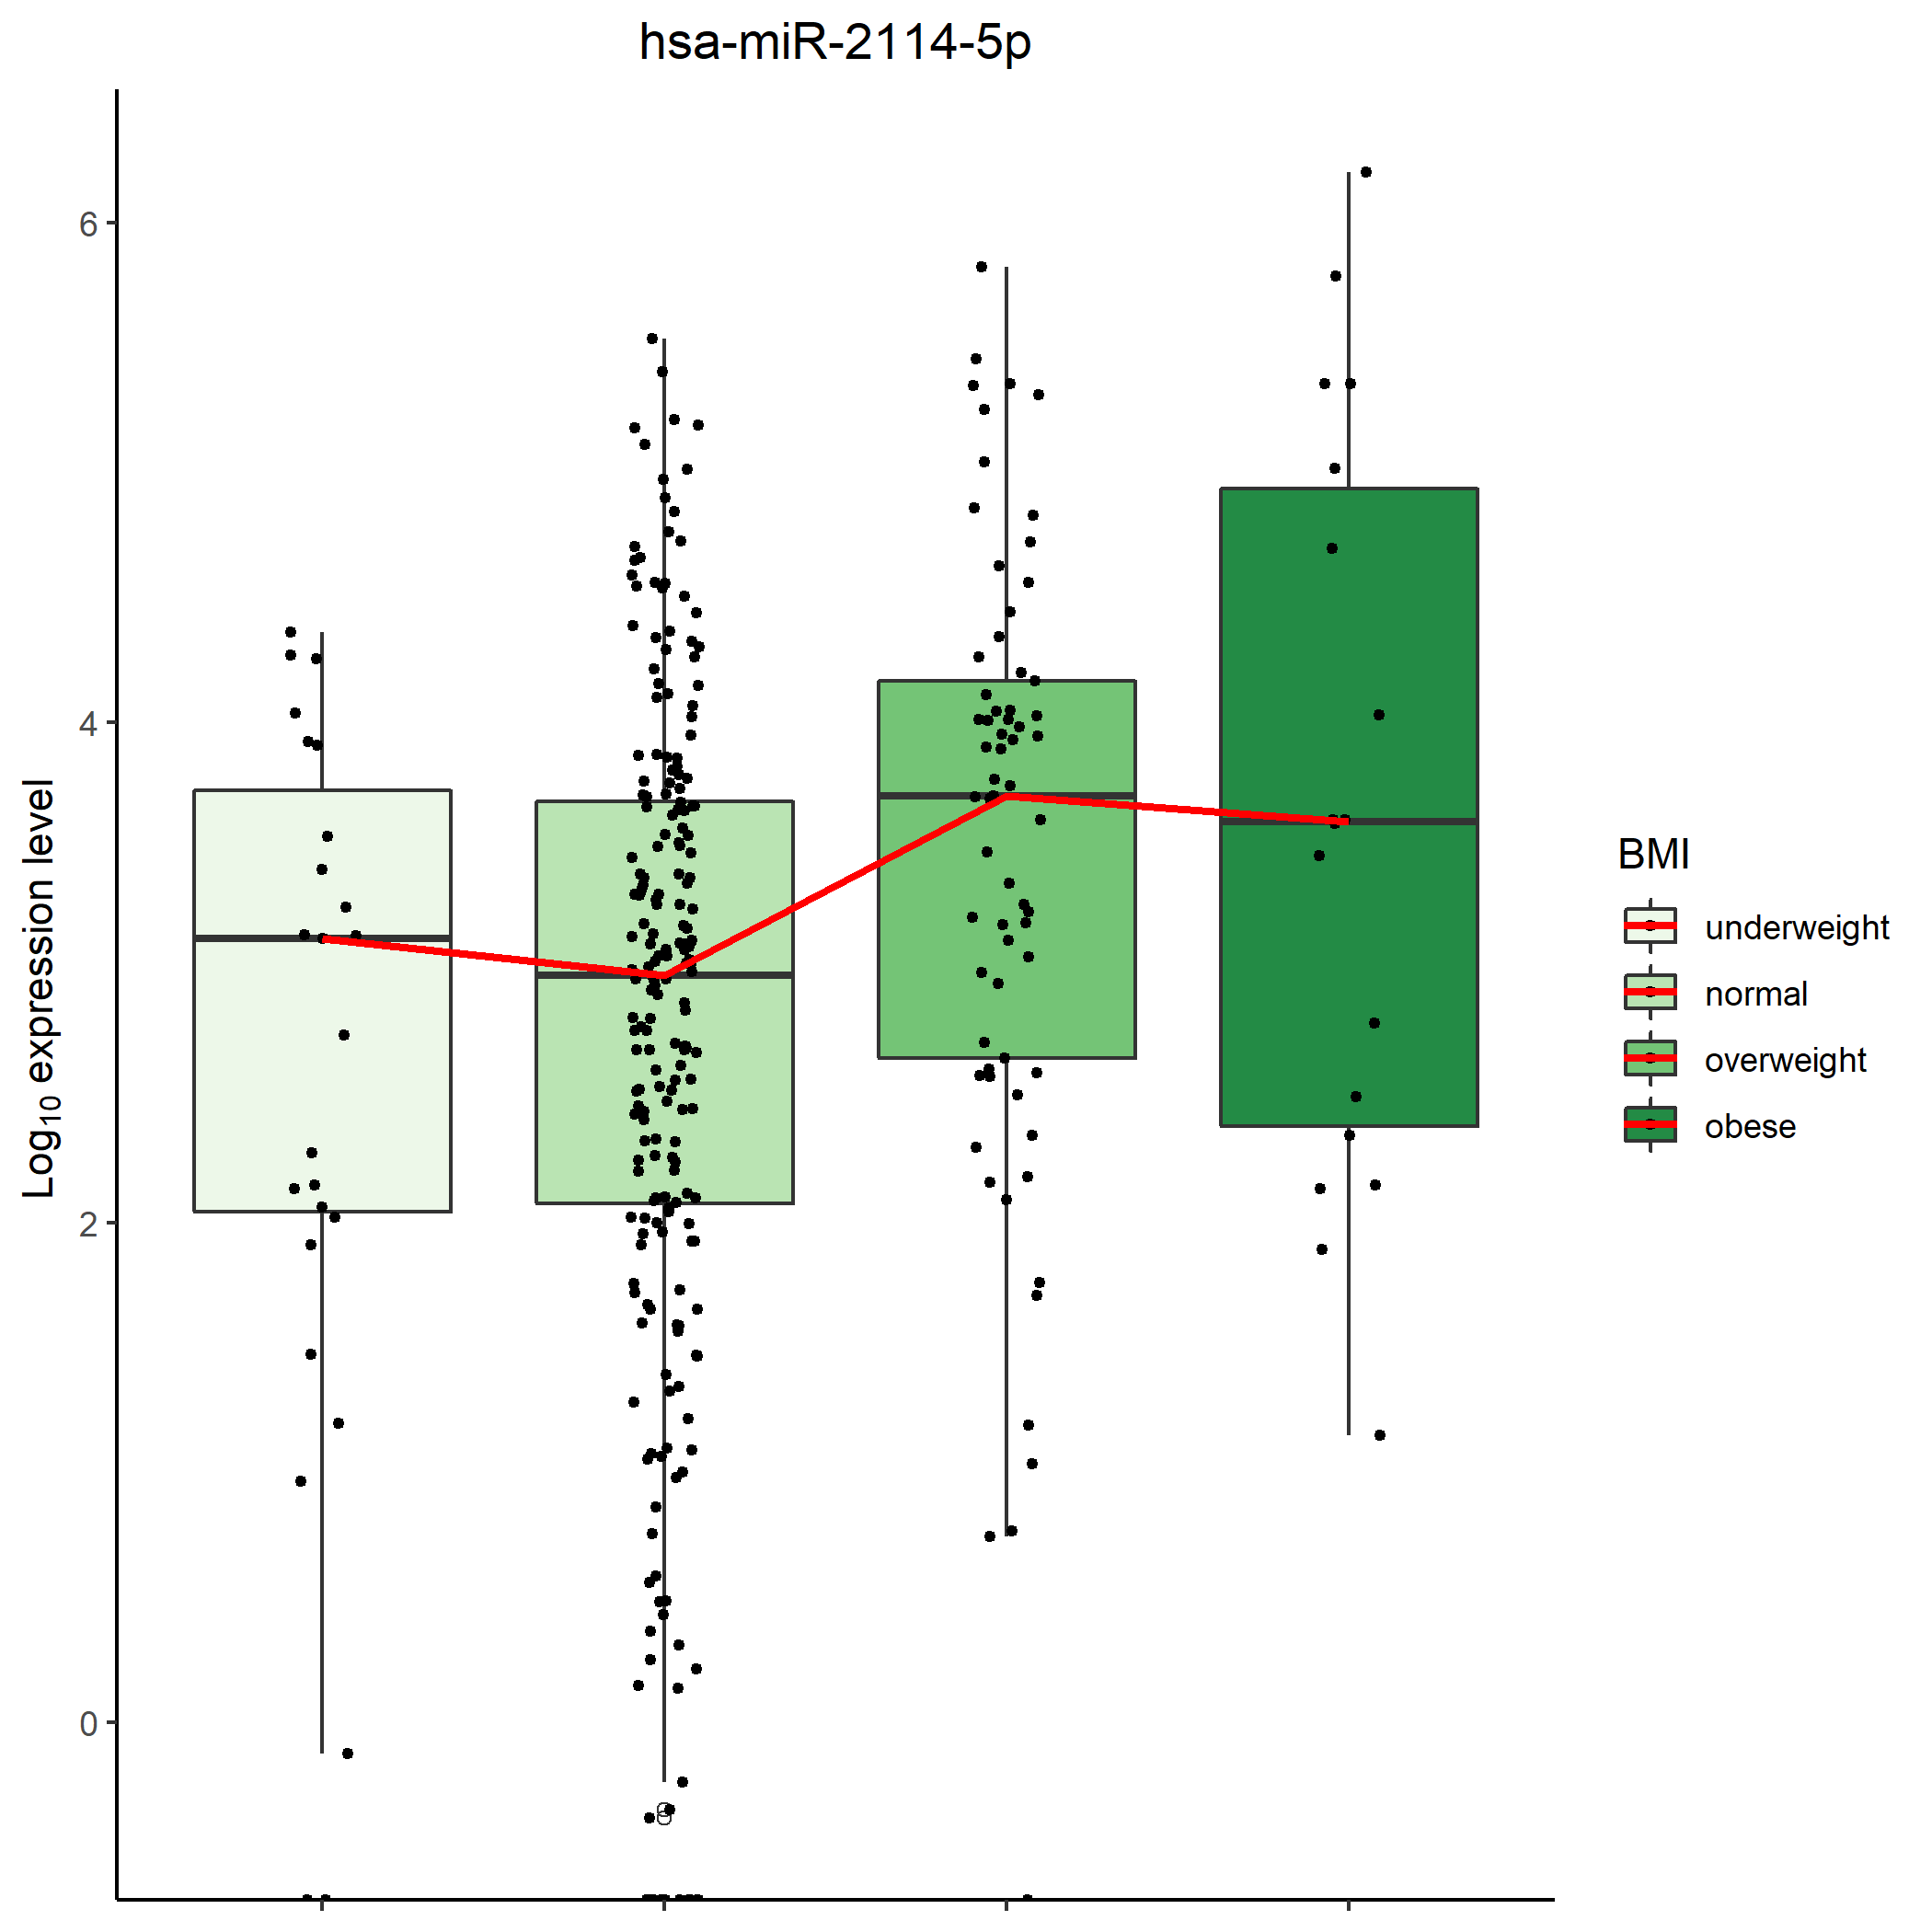 hsa-miR-2114-5p
Log₁₀ expression level
6
4
2
0
BMI
underweight
normal
overweight
obese